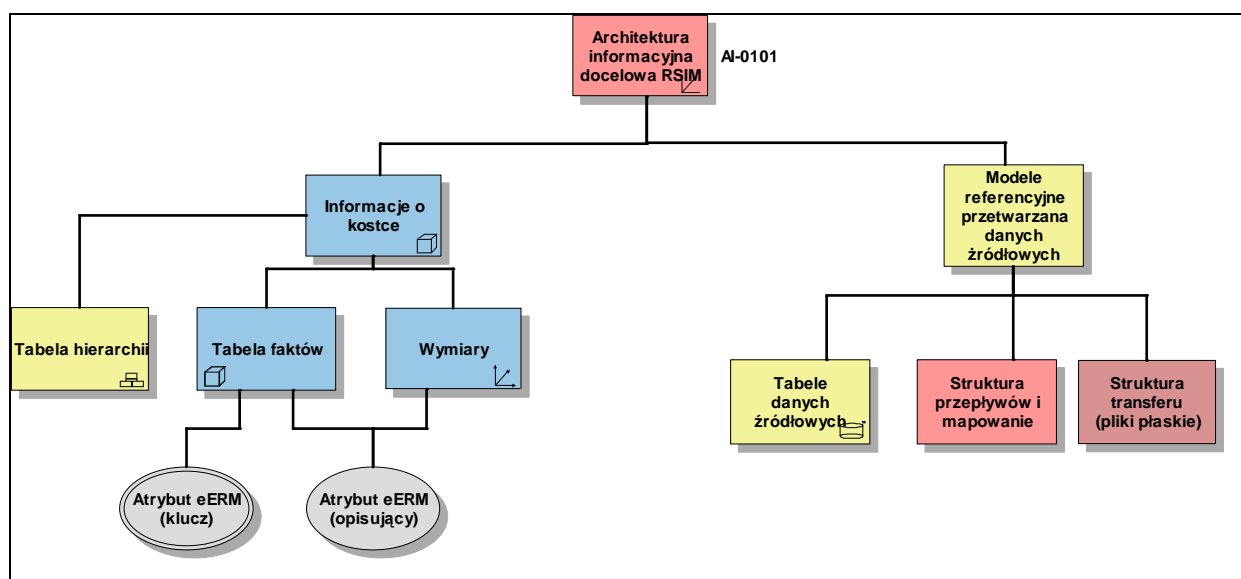 Architektura
informacyjna
docelowa RSIM
AI-0101
Informacje o
kostce
Modele
referencyjne
przetwarzana
danych
źródłowych
Tabela hierarchii
Tabela faktów
Wymiary
Tabele
danych
źródłowych
Struktura
przepływów i
mapowanie
Struktura
transferu
(pliki płaskie)
Atrybut eERM
(klucz)
Atrybut eERM
(opisujący)